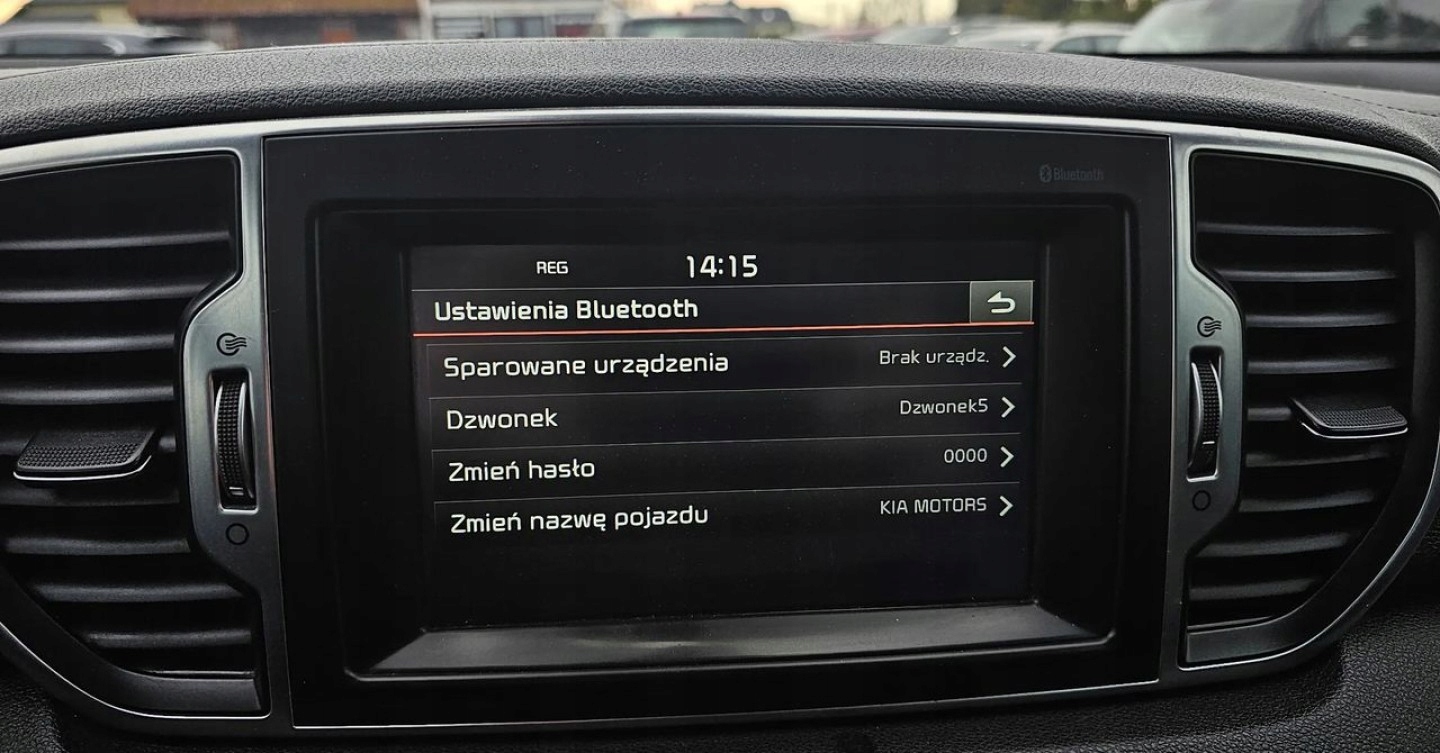 Bluetooth
REG 14:15
Ustawienia Bluetooth
Sparowane urządzenia Brak urządz.
Dzwonek Dzwonek5
Zmień hasło 0000
Zmień nazwę pojazdu KIA MOTORS